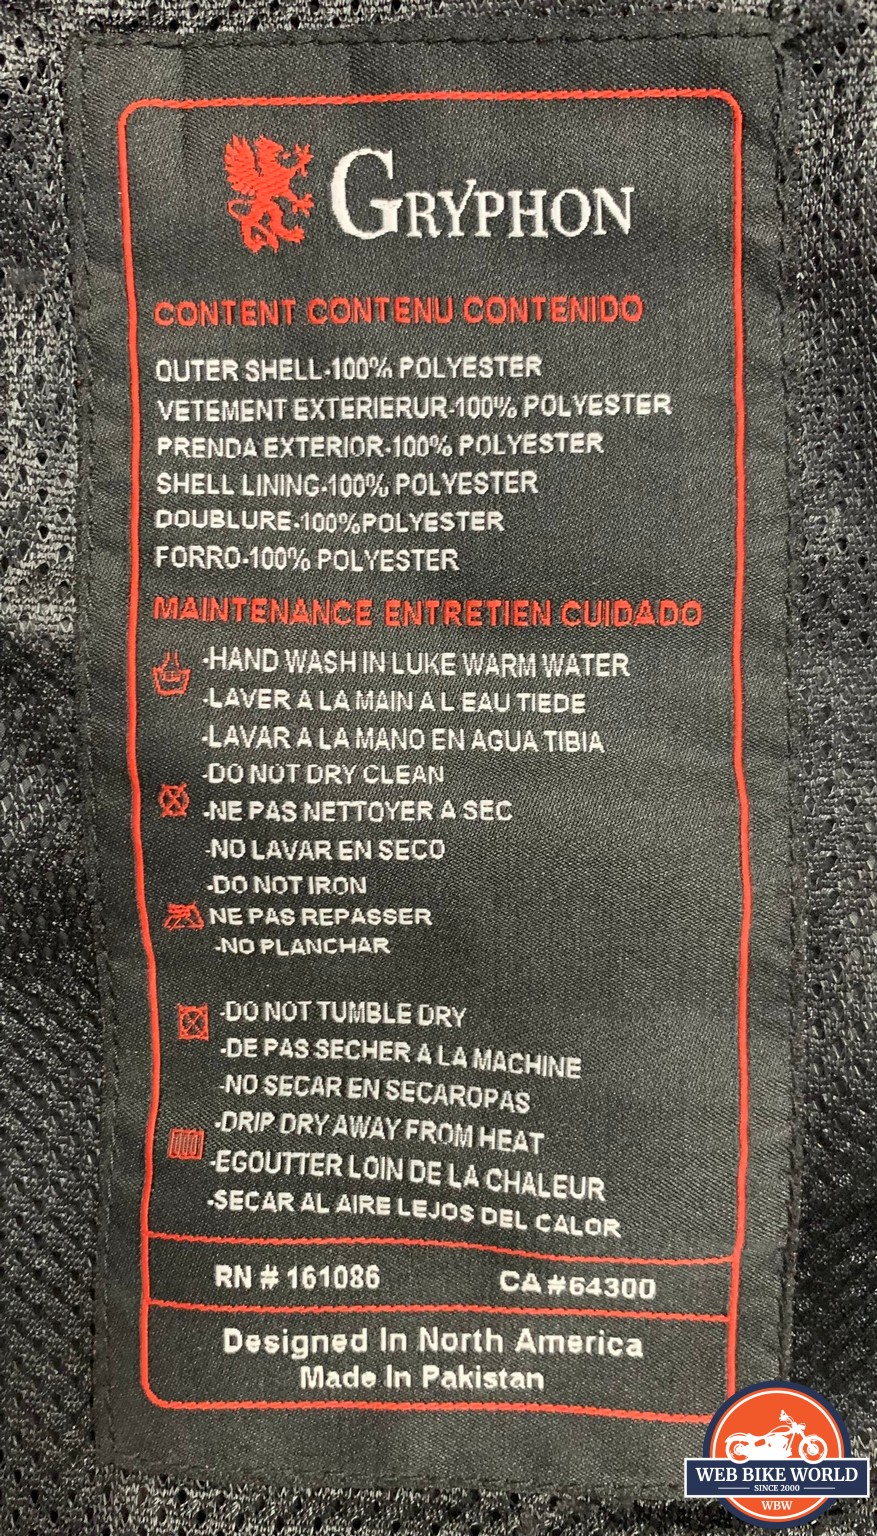 GRYPHON
CONTENT CONTENU CONTENIDO
OUTER SHELL-100% POLYESTER
VETEMENT EXTERIERUR-100% POLYESTER
PRENDA EXTERIOR-100% POLYESTER
SHELL LINING-100% POLYESTER
DOUBLURE-100%POLYESTER
FORRO-100% POLYESTER
MAINTENANCE ENTRETIEN CUIDADO
-HAND WASH IN LUKE WARM WATER
-LAVER A LA MAIN A L EAU TIEDE
-LAVAR A LA MANO EN AGUA TIBIA
-DO NOT DRY CLEAN
-NE PAS NETTOYER A SEC
-NO LAVAR EN SECO
-DO NOT IRON
NE PAS REPASSER
-NO PLANCHAR
-DO NOT TUMBLE DRY
-DE PAS SECHER A LA MACHINE
-NO SECAR EN SECAROPAS
-DRIP DRY AWAY FROM HEAT
-EGOUTTER LOIN DE LA CHALEUR
-SECAR AL AIRE LEJOS DEL CALOR
RN # 161086 CA #64300
Designed In North America
Made In Pakistan
WEB BIKE WORLD
SINCE 2000
WBW